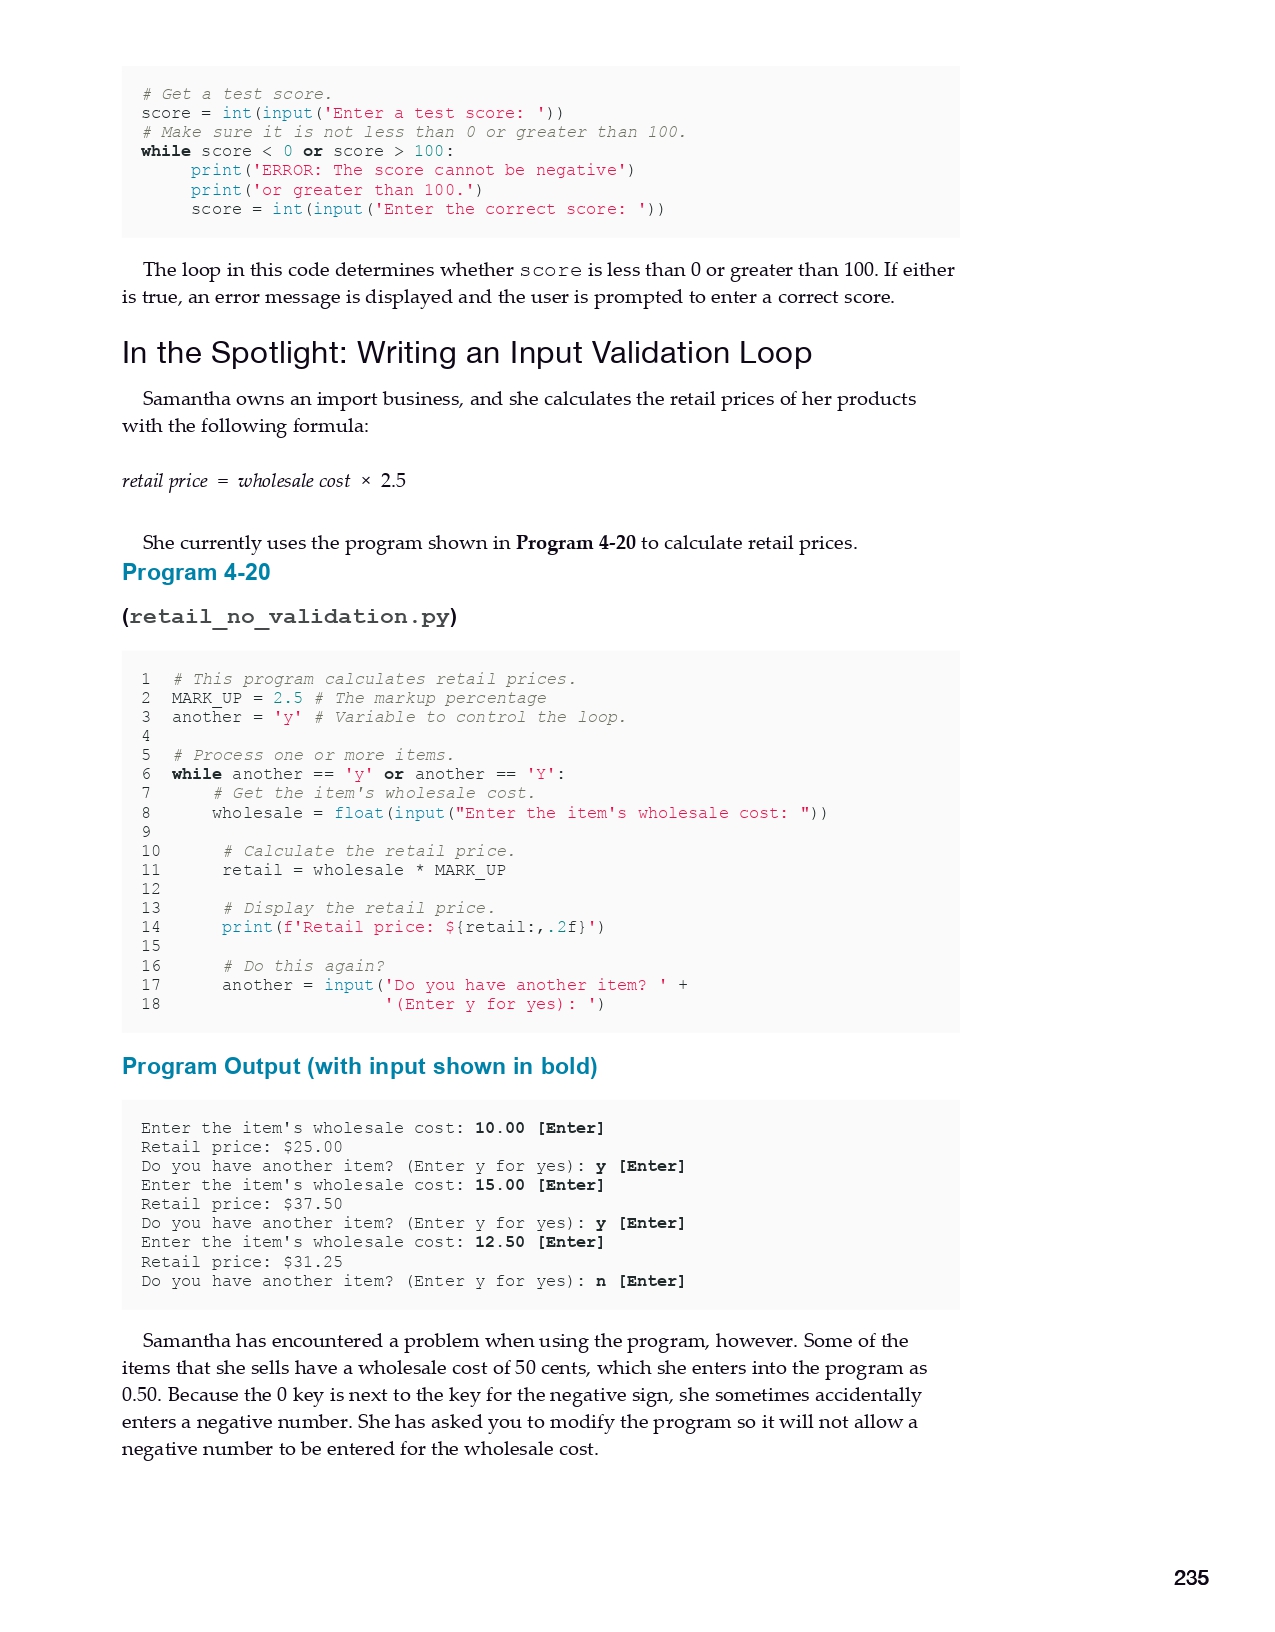 # Get a test score.
score = int(input('Enter a test score: '))
# Make sure it is not less than 0 or greater than 100.
while score < 0 or score > 100:
     print('ERROR: The score cannot be negative')
     print('or greater than 100.')
     score = int(input('Enter the correct score: '))
The loop in this code determines whether score is less than 0 or greater than 100. If either
is true, an error message is displayed and the user is prompted to enter a correct score.
In the Spotlight: Writing an Input Validation Loop
Samantha owns an import business, and she calculates the retail prices of her products
with the following formula:
retail price = wholesale cost × 2.5
She currently uses the program shown in Program 4-20 to calculate retail prices.
Program 4-20
(retail_no_validation.py)
1  # This program calculates retail prices.
2  MARK_UP = 2.5 # The markup percentage
3  another = 'y' # Variable to control the loop.
4
5  # Process one or more items.
6  while another == 'y' or another == 'Y':
7      # Get the item's wholesale cost.
8      wholesale = float(input("Enter the item's wholesale cost: "))
9
10      # Calculate the retail price.
11      retail = wholesale * MARK_UP
12
13      # Display the retail price.
14      print(f'Retail price: ${retail:,.2f}')
15
16      # Do this again?
17      another = input('Do you have another item? ' +
18                      '(Enter y for yes): ')
Program Output (with input shown in bold)
Enter the item's wholesale cost: 10.00 [Enter]
Retail price: $25.00
Do you have another item? (Enter y for yes): y [Enter]
Enter the item's wholesale cost: 15.00 [Enter]
Retail price: $37.50
Do you have another item? (Enter y for yes): y [Enter]
Enter the item's wholesale cost: 12.50 [Enter]
Retail price: $31.25
Do you have another item? (Enter y for yes): n [Enter]
Samantha has encountered a problem when using the program, however. Some of the
items that she sells have a wholesale cost of 50 cents, which she enters into the program as
0.50. Because the 0 key is next to the key for the negative sign, she sometimes accidentally
enters a negative number. She has asked you to modify the program so it will not allow a
negative number to be entered for the wholesale cost.
235